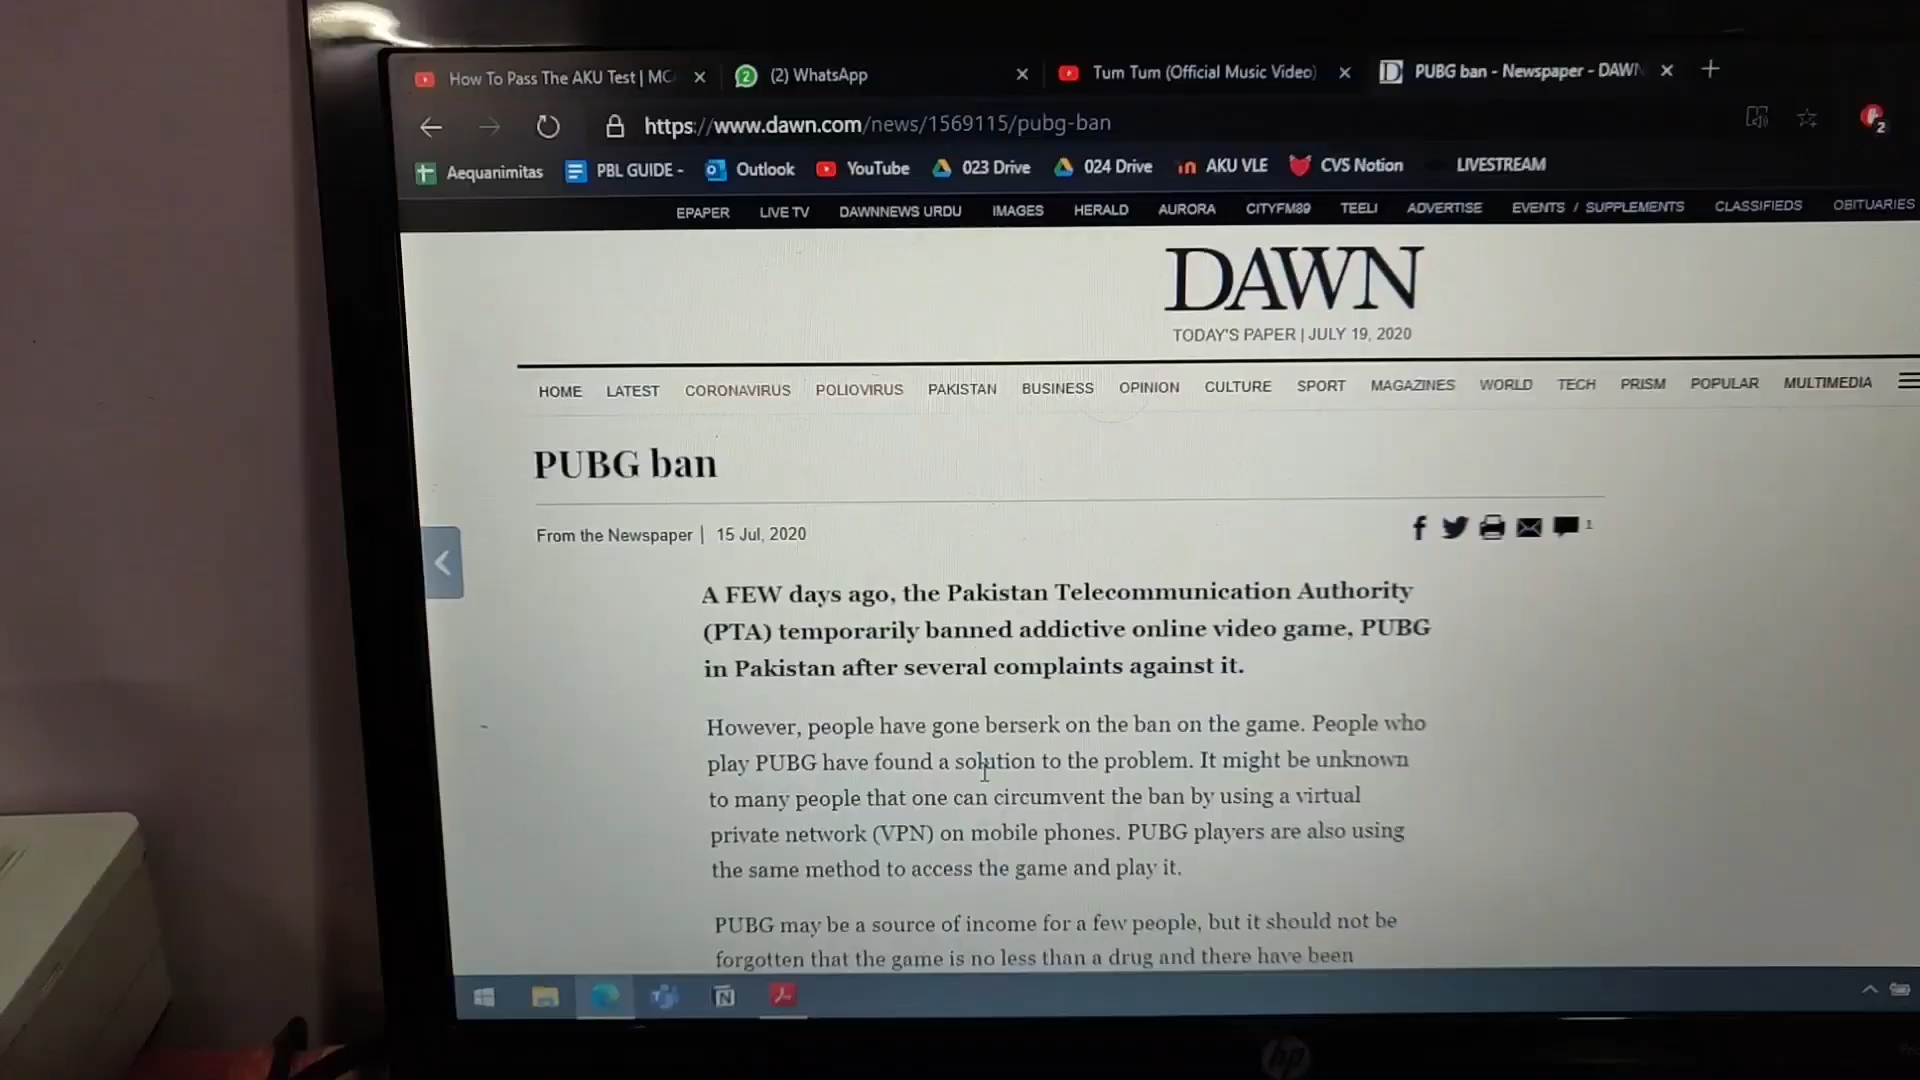 How To Pass The AKU Test | MC
(2) WhatsApp
Tum Tum (Official Music Video)
PUBG ban - Newspaper - DAWN
https://www.dawn.com/news/1569115/pubg-ban
2
Aequanimitas
PBL GUIDE -
Outlook
YouTube
023 Drive
024 Drive
AKU VLE
CVS Notion
LIVESTREAM
EPAPER LIVE TV DAWNNEWS URDU IMAGES HERALD AURORA CITYFM89 TEELI ADVERTISE EVENTS / SUPPLEMENTS CLASSIFIEDS OBITUARIES
DAWN
TODAY'S PAPER | JULY 19, 2020
HOME LATEST CORONAVIRUS POLIOVIRUS PAKISTAN BUSINESS OPINION CULTURE SPORT MAGAZINES WORLD TECH PRISM POPULAR MULTIMEDIA
PUBG ban
From the Newspaper | 15 Jul, 2020
1
A FEW days ago, the Pakistan Telecommunication Authority
(PTA) temporarily banned addictive online video game, PUBG
in Pakistan after several complaints against it.
However, people have gone berserk on the ban on the game. People who
play PUBG have found a solution to the problem. It might be unknown
to many people that one can circumvent the ban by using a virtual
private network (VPN) on mobile phones. PUBG players are also using
the same method to access the game and play it.
PUBG may be a source of income for a few people, but it should not be
forgotten that the game is no less than a drug and there have been
hp